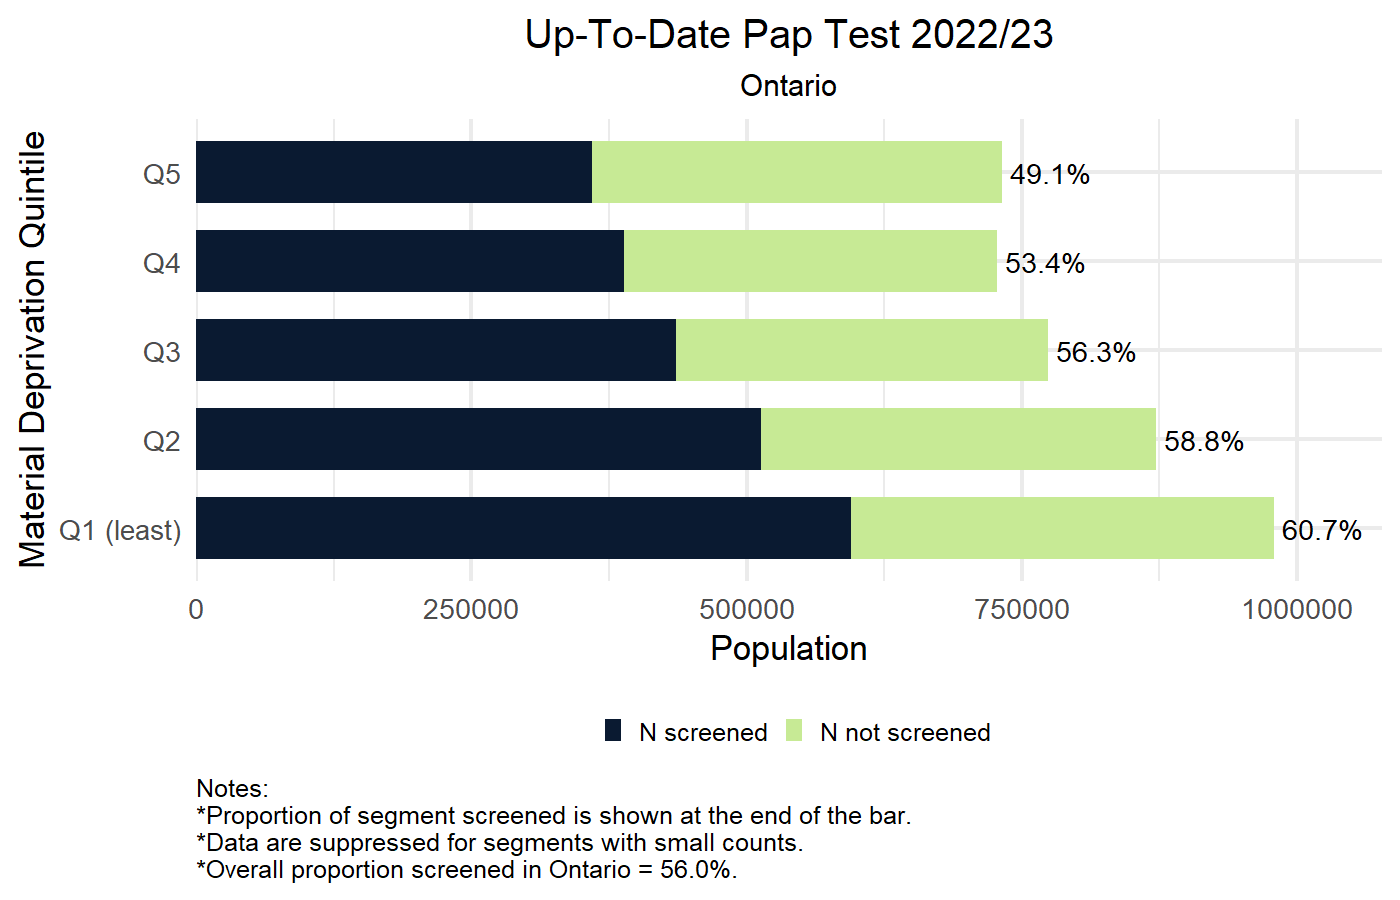 Up-To-Date Pap Test 2022/23
Ontario
Material Deprivation Quintile
Q5
49.1%
Q4
53.4%
Q3
56.3%
Q2
58.8%
Q1 (least)
60.7%
0
250000
500000
750000
1000000
Population
N screened
N not screened
Notes:
*Proportion of segment screened is shown at the end of the bar.
*Data are suppressed for segments with small counts.
*Overall proportion screened in Ontario = 56.0%.